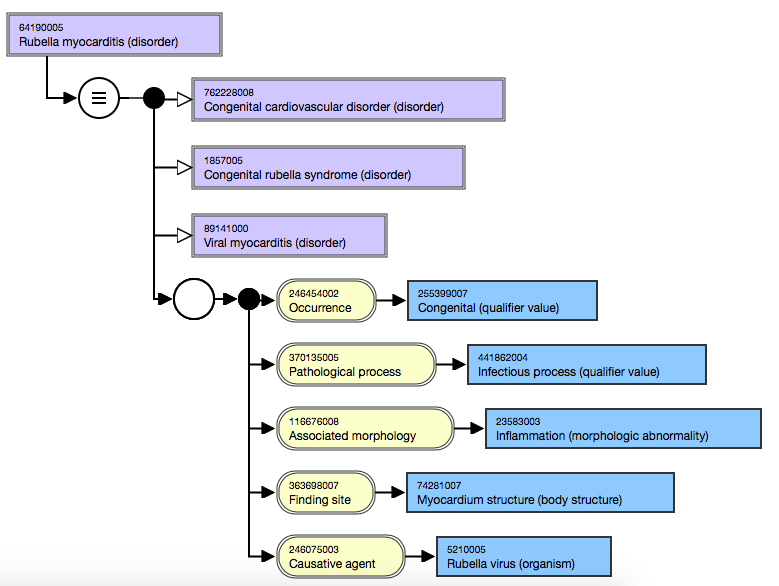 64190005
Rubella myocarditis (disorder)
762228008
Congenital cardiovascular disorder (disorder)
1857005
Congenital rubella syndrome (disorder)
89141000
Viral myocarditis (disorder)
246454002
Occurrence
255399007
Congenital (qualifier value)
370135005
Pathological process
441862004
Infectious process (qualifier value)
116676008
Associated morphology
23583003
Inflammation (morphologic abnormality)
363698007
Finding site
74281007
Myocardium structure (body structure)
246075003
Causative agent
5210005
Rubella virus (organism)